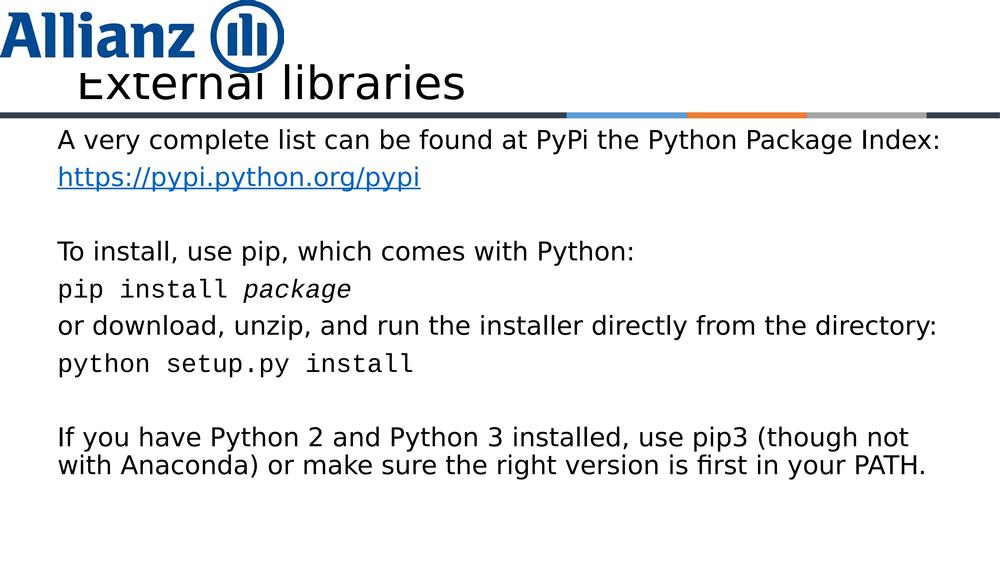 Allianz
External libraries
A very complete list can be found at PyPi the Python Package Index:
https://pypi.python.org/pypi
To install, use pip, which comes with Python:
pip install package
or download, unzip, and run the installer directly from the directory:
python setup.py install
If you have Python 2 and Python 3 installed, use pip3 (though not
with Anaconda) or make sure the right version is first in your PATH.